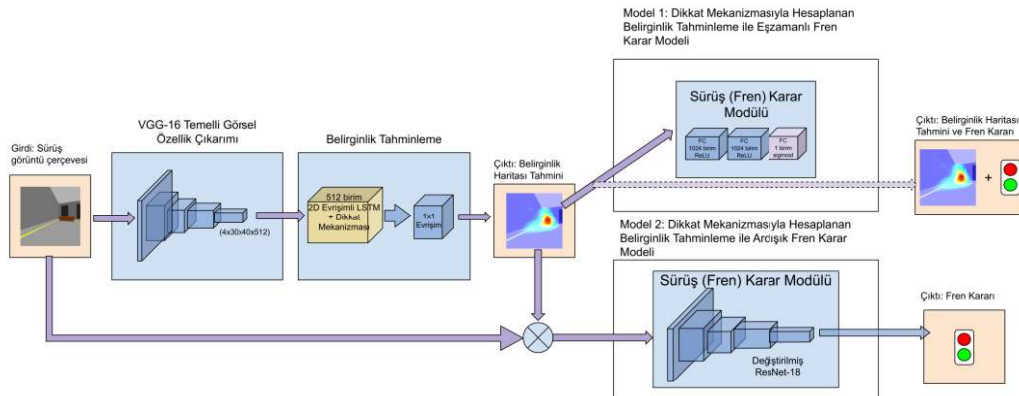 Model 1: Dikkat Mekanizmasıyla Hesaplanan
Belirginlik Tahminleme ile Eşzamanlı Fren
Karar Modeli
Sürüş (Fren) Karar
Modülü
FC
1024 birim
ReLU
FC
1024 birim
ReLU
FC
1 birim
sigmoid
Çıktı: Belirginlik Haritası
Tahmini ve Fren Kararı
+
VGG-16 Temelli Görsel
Özellik Çıkarımı
Belirginlik Tahminleme
Girdi: Sürüş
görüntü çerçevesi
Çıktı: Belirginlik
Haritası Tahmini
(4x30x40x512)
512 birim
2D Evrişimli LSTM
+ Dikkat
Mekanizması
1×1
Evrişim
Model 2: Dikkat Mekanizmasıyla Hesaplanan
Belirginlik Tahminleme ile Ardışık Fren Karar
Modeli
Sürüş (Fren) Karar Modülü
Değiştirilmiş
ResNet-18
Çıktı: Fren Kararı